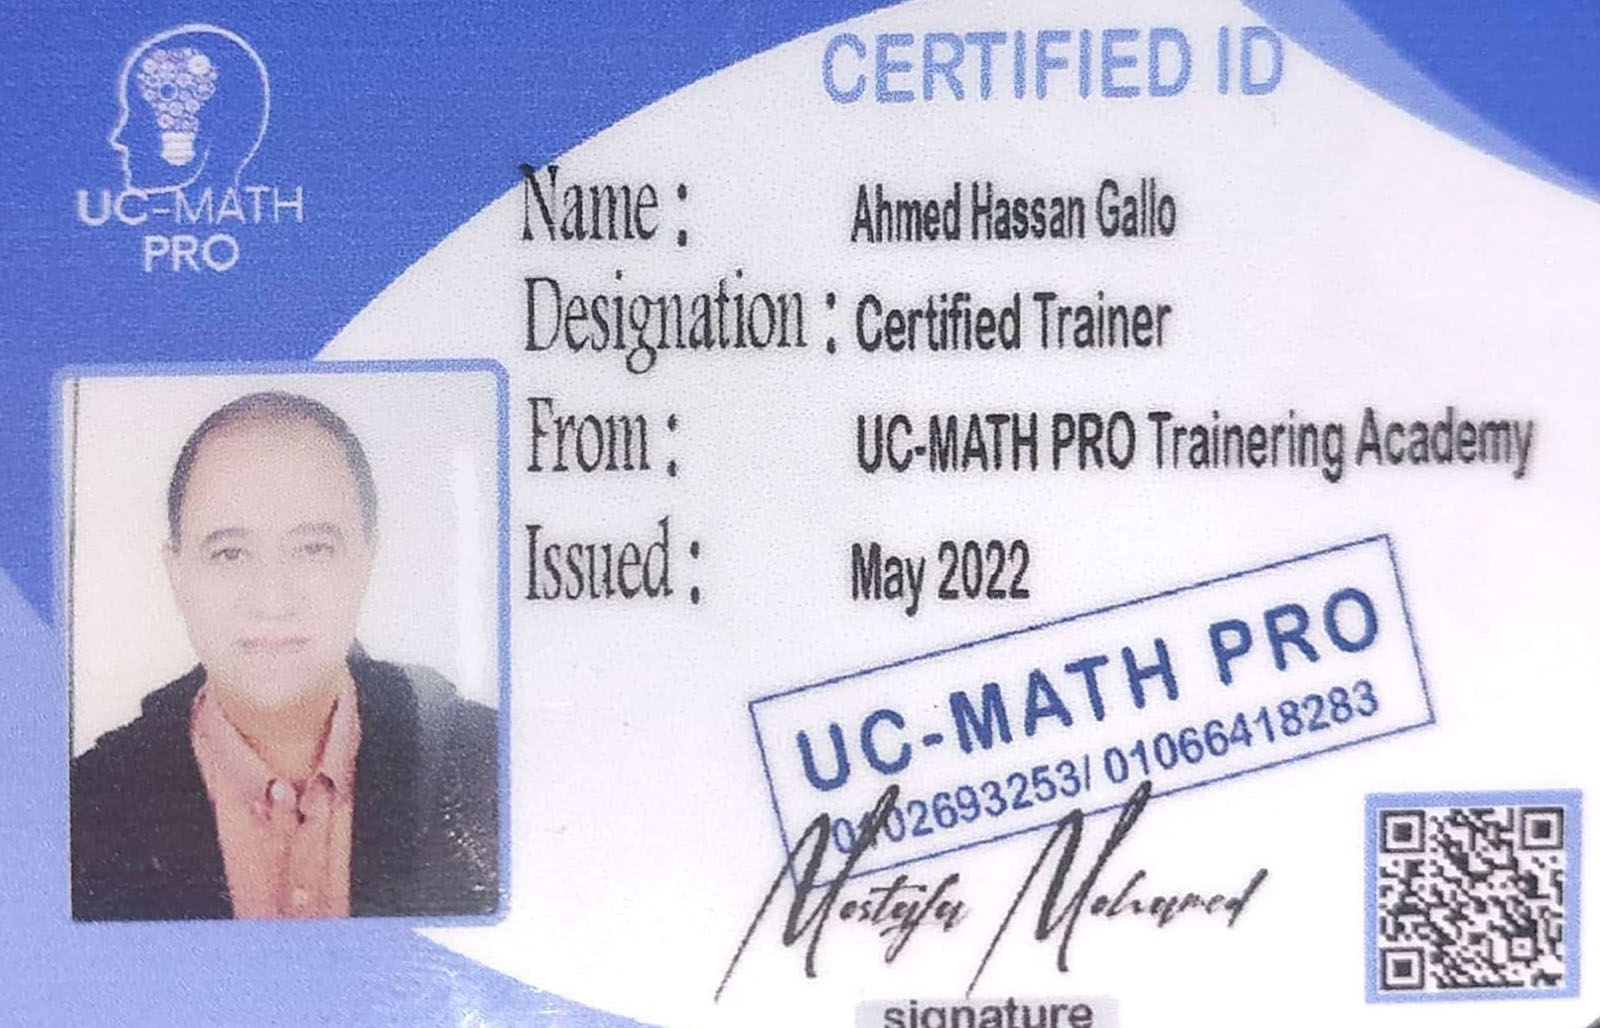 CERTIFIED ID
UC-MATH
PRO
Name : Ahmed Hassan Gallo
Designation : Certified Trainer
From : UC-MATH PRO Trainering Academy
Issued : May 2022
UC-MATH PRO
0102693253/ 01066418283
Mostafa Mohamed
signature